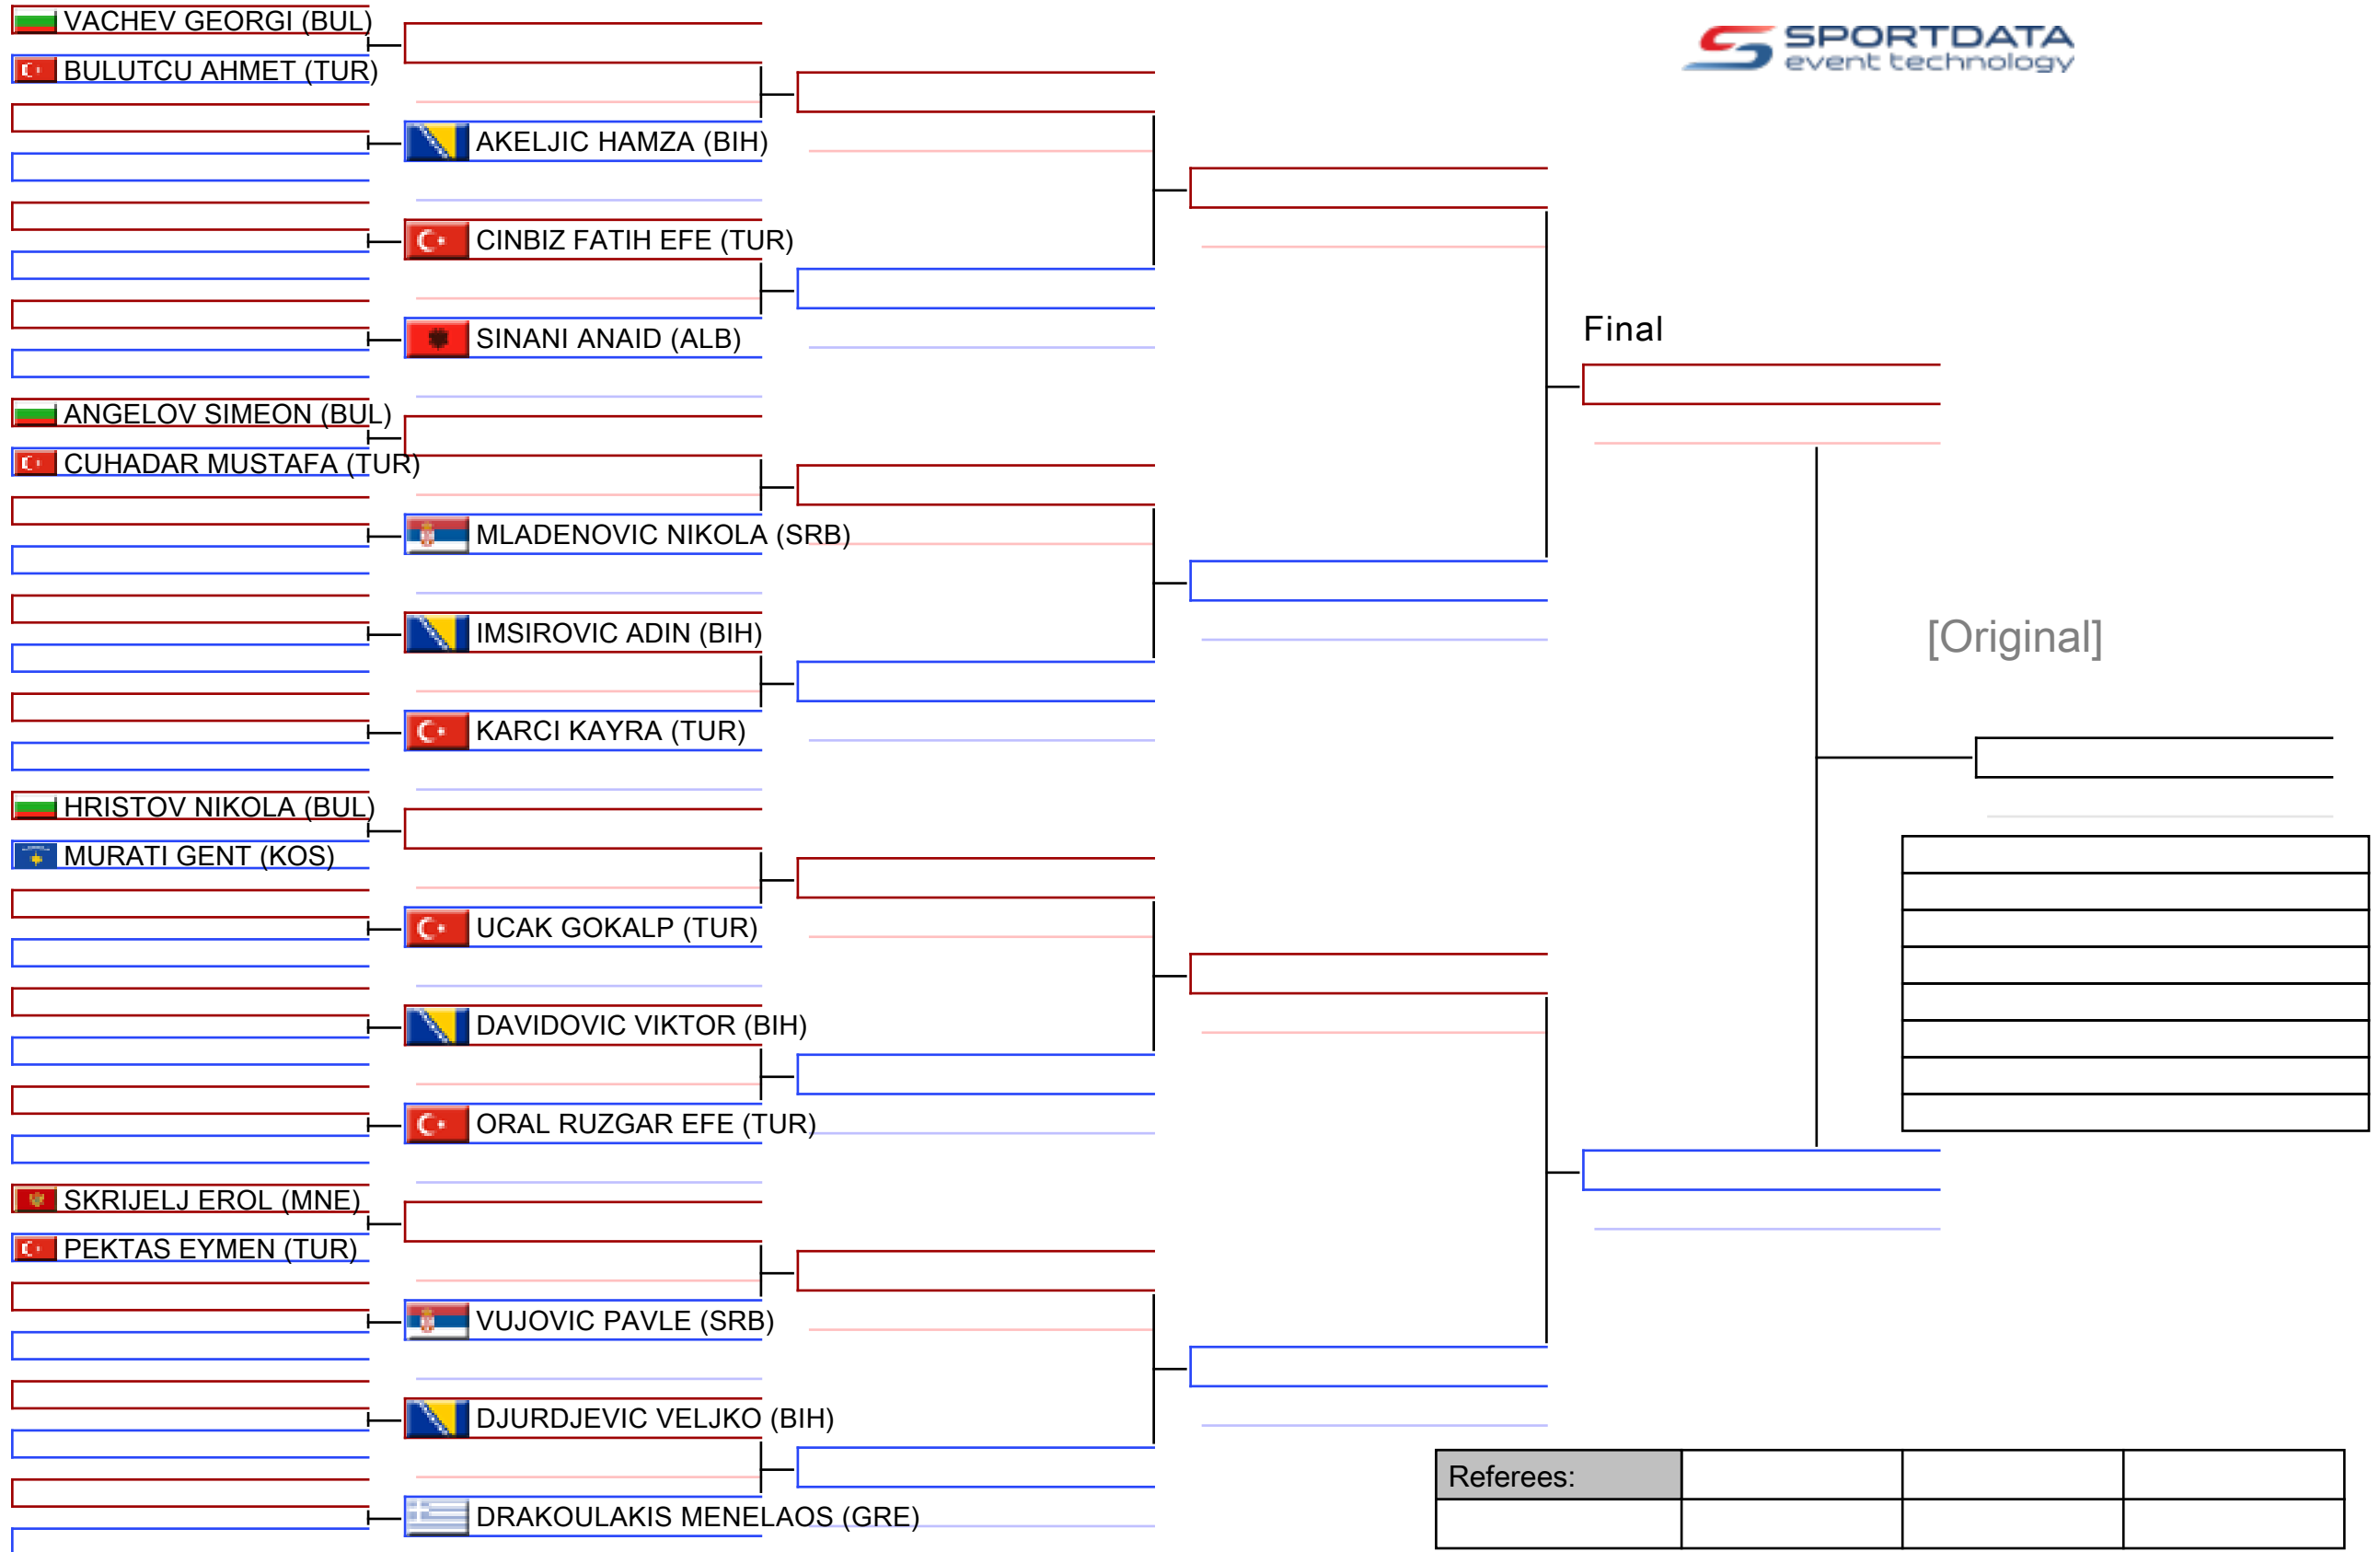 VACHEV GEORGI (BUL)
BULUTCU AHMET (TUR)
SPORTDATA
event technology
AKELJIC HAMZA (BIH)
CINBIZ FATIH EFE (TUR)
SINANI ANAID (ALB)
Final
ANGELOV SIMEON (BUL)
CUHADAR MUSTAFA (TUR)
MLADENOVIC NIKOLA (SRB)
IMSIROVIC ADIN (BIH)
[Original]
KARCI KAYRA (TUR)
HRISTOV NIKOLA (BUL)
MURATI GENT (KOS)
UCAK GOKALP (TUR)
DAVIDOVIC VIKTOR (BIH)
ORAL RUZGAR EFE (TUR)
SKRIJELJ EROL (MNE)
PEKTAS EYMEN (TUR)
VUJOVIC PAVLE (SRB)
DJURDJEVIC VELJKO (BIH)
Referees:
DRAKOULAKIS MENELAOS (GRE)